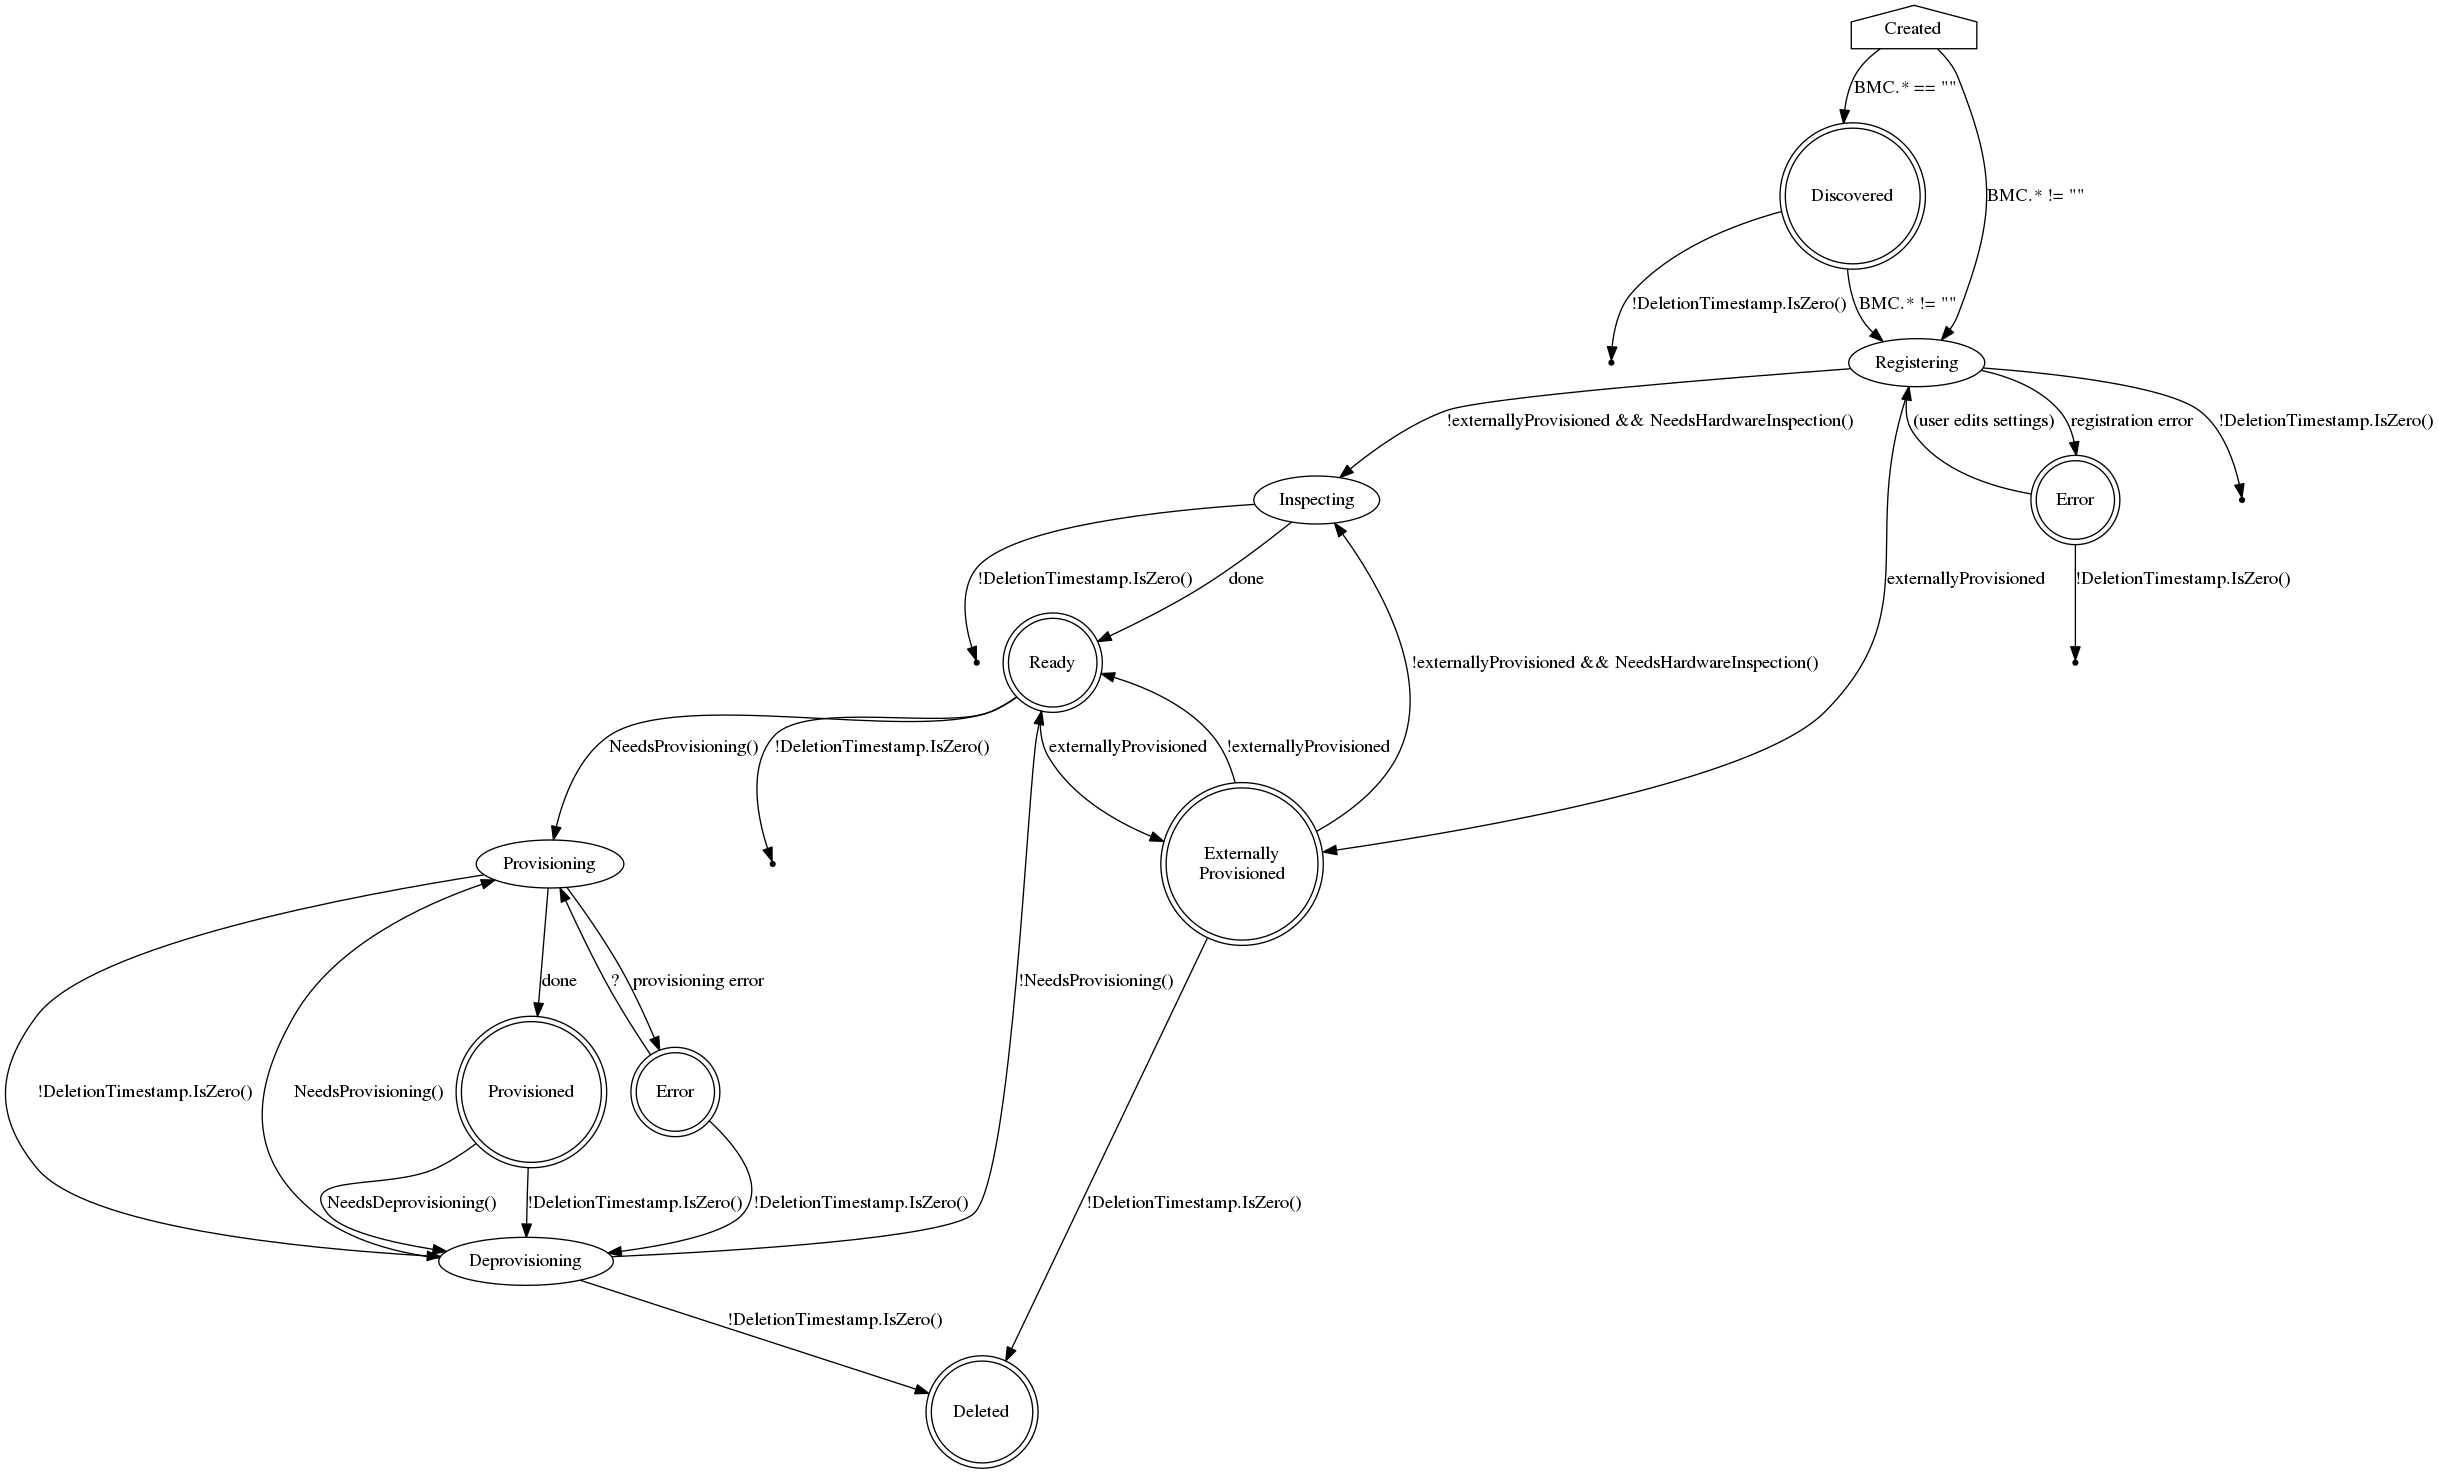 Created
BMC.* == ""
Discovered
BMC.* != ""
!DeletionTimestamp.IsZero()
BMC.* != ""
Registering
!externallyProvisioned && NeedsHardwareInspection()
(user edits settings)
registration error
!DeletionTimestamp.IsZero()
Inspecting
Error
!DeletionTimestamp.IsZero()
done
externallyProvisioned
!DeletionTimestamp.IsZero()
Ready
!externallyProvisioned && NeedsHardwareInspection()
NeedsProvisioning()
!DeletionTimestamp.IsZero()
externallyProvisioned
!externallyProvisioned
Provisioning
Externally
Provisioned
done
?
provisioning error
!NeedsProvisioning()
!DeletionTimestamp.IsZero()
NeedsProvisioning()
Provisioned
Error
NeedsDeprovisioning()
!DeletionTimestamp.IsZero()
!DeletionTimestamp.IsZero()
!DeletionTimestamp.IsZero()
Deprovisioning
!DeletionTimestamp.IsZero()
Deleted